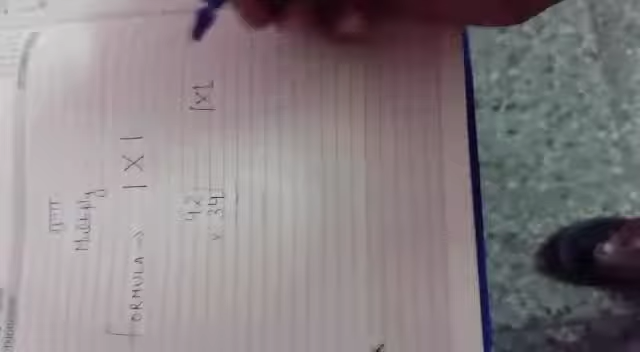 Multiply
FORMULA → | X |
42 |X|
x 34